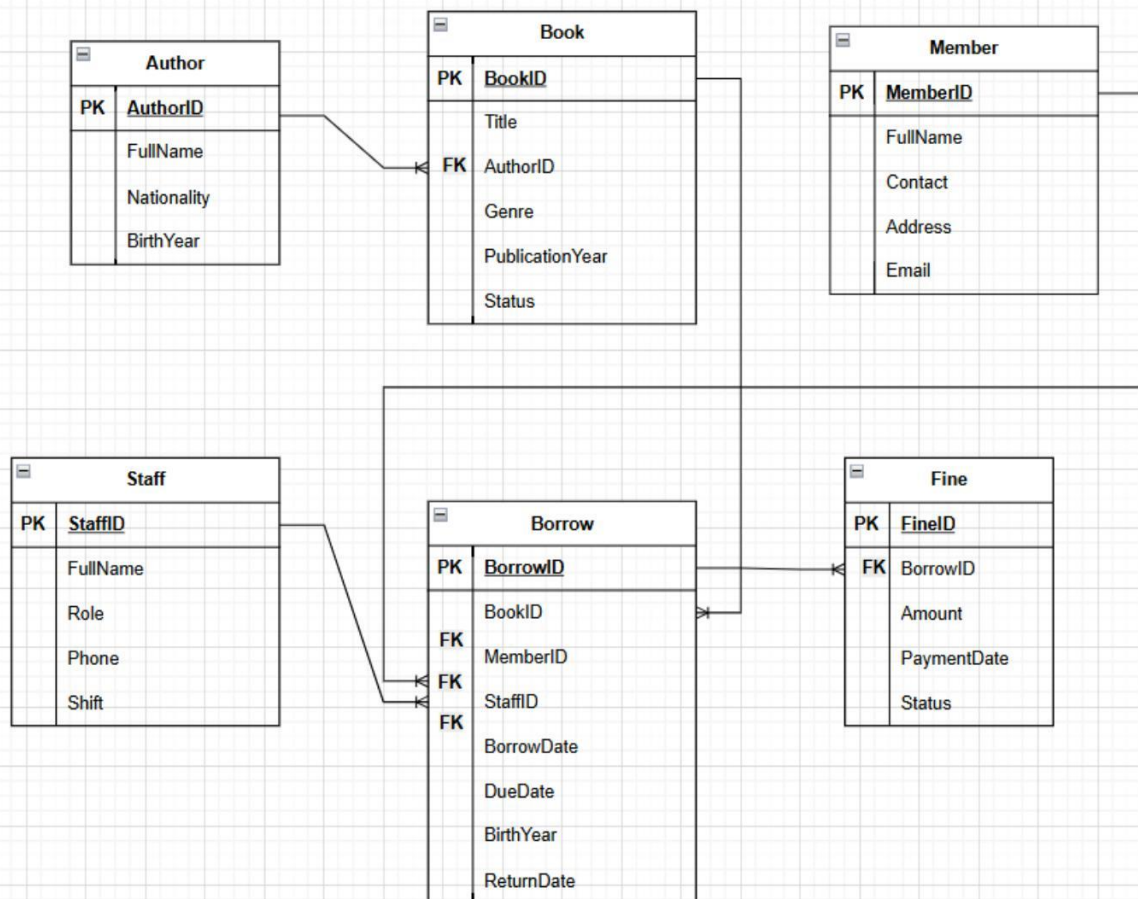 Author
PK AuthorID
FullName
Nationality
BirthYear
Book
PK BookID
Title
FK AuthorID
Genre
PublicationYear
Status
Member
PK MemberID
FullName
Contact
Address
Email
Staff
PK StaffID
FullName
Role
Phone
Shift
Borrow
PK BorrowID
BookID
FK
MemberID
FK
StaffID
FK
BorrowDate
DueDate
BirthYear
ReturnDate
Fine
PK FineID
FK BorrowID
Amount
PaymentDate
Status